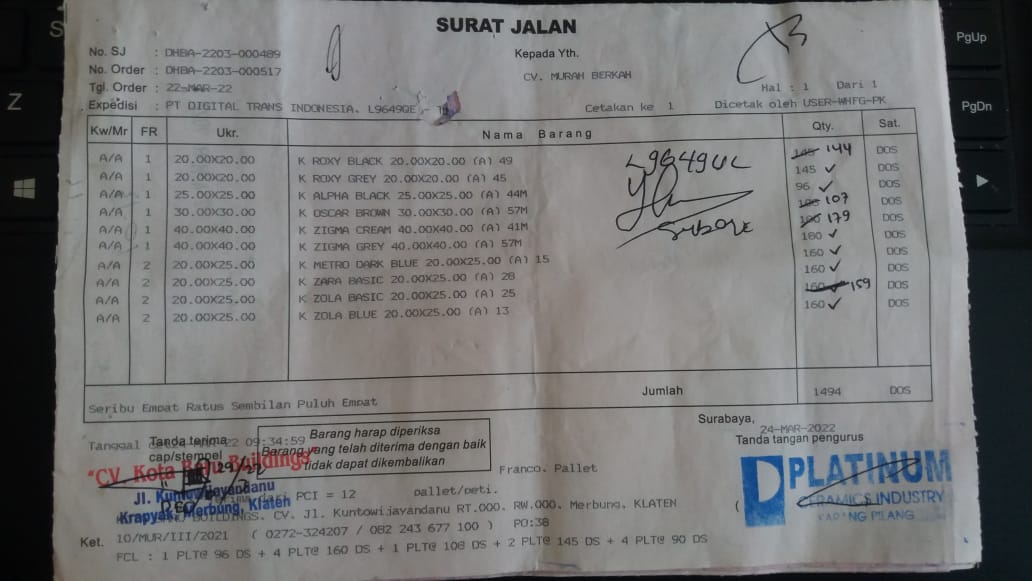 SURAT JALAN
No. SJ : DHBA-2203-000489
Kepada Yth.
No. Order : DHBA-2203-000517
CV. MURAH BERKAH
Tgl. Order : 22-MAR-22
Hal : 1 Dari 1
Expedisi : PT DIGITAL TRANS INDONESIA. L9649QE -
Cetakan ke 1 Dicetak oleh USER-WHFG-PK
Kw/Mr FR Ukr. Nama Barang Qty. Sat.
A/A 1 20.00X20.00 K ROXY BLACK 20.00X20.00 (A) 49 145 144 DOS
A/A 1 20.00X20.00 K ROXY GREY 20.00X20.00 (A) 45 145 ✓ DOS
A/A 1 25.00X25.00 K ALPHA BLACK 25.00X25.00 (A) 44M 96 ✓ DOS
A/A 1 30.00X30.00 K OSCAR BROWN 30.00X30.00 (A) 57M 107 DOS
A/A 1 40.00X40.00 K ZIGMA CREAM 40.00X40.00 (A) 41M 179 DOS
A/A 1 40.00X40.00 K ZIGMA GREY 40.00X40.00 (A) 57M 160 ✓ DOS
A/A 2 20.00X25.00 K METRO DARK BLUE 20.00X25.00 (A) 15 160 ✓ DOS
A/A 2 20.00X25.00 K ZARA BASIC 20.00X25.00 (A) 28 160 ✓ DOS
A/A 2 20.00X25.00 K ZOLA BASIC 20.00X25.00 (A) 25 160 ✓ 159 DOS
A/A 2 20.00X25.00 K ZOLA BLUE 20.00X25.00 (A) 13 160 ✓ DOS
Jumlah 1494 DOS
Seribu Empat Ratus Sembilan Puluh Empat
Surabaya,
24-MAR-2022
Tanggal 22 09:34:59
Tanda terima
cap/stempel
Barang harap diperiksa
Barang yang telah diterima dengan baik
tidak dapat dikembalikan
Tanda tangan pengurus
"CV. Kota Baru Buildings"
Jl. Kuntowijayandanu
Krapyak, Merbung, Klaten
Franco. Pallet
PLATINUM
CERAMICS INDUSTRY
KARANG PILANG
dari PCI = 12 pallet/peti.
BUILDINGS. CV. Jl. Kuntowijayandanu RT.000. RW.000. Merbung. KLATEN (
Ket. 10/MUR/III/2021 ( 0272-324207 / 082 243 677 100 ) PO:38
FCL : 1 PLT@ 96 DS + 4 PLT@ 160 DS + 1 PLT@ 108 DS + 2 PLT@ 145 DS + 4 PLT@ 90 DS
PgUp
PgDn
Z